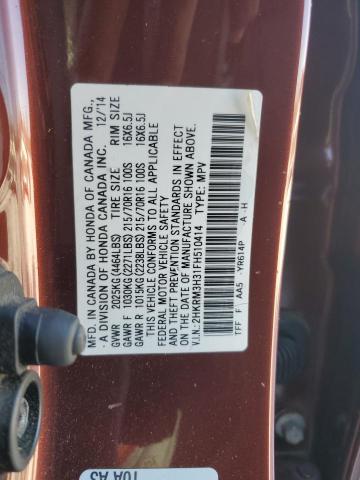 MFD. IN CANADA BY HONDA OF CANADA MFG.,
- A DIVISION OF HONDA CANADA INC. 12/14
TIRE SIZE RIM SIZE
GVWR 2025KG(4464LBS)
GAWR F 1030KG(2271LBS) 215/70R16 100S 16X6.5J
GAWR R 1015KG(2238LBS) 215/70R16 100S 16X6.5J
THIS VEHICLE CONFORMS TO ALL APPLICABLE
FEDERAL MOTOR VEHICLE SAFETY STANDARDS IN EFFECT
ON THE DATE OF MANUFACTURE SHOWN ABOVE.
V.I.N: 2HKRM3H31FH510414 TYPE: MPV
TFF F AA5 -YR614P - A - H
10A A3